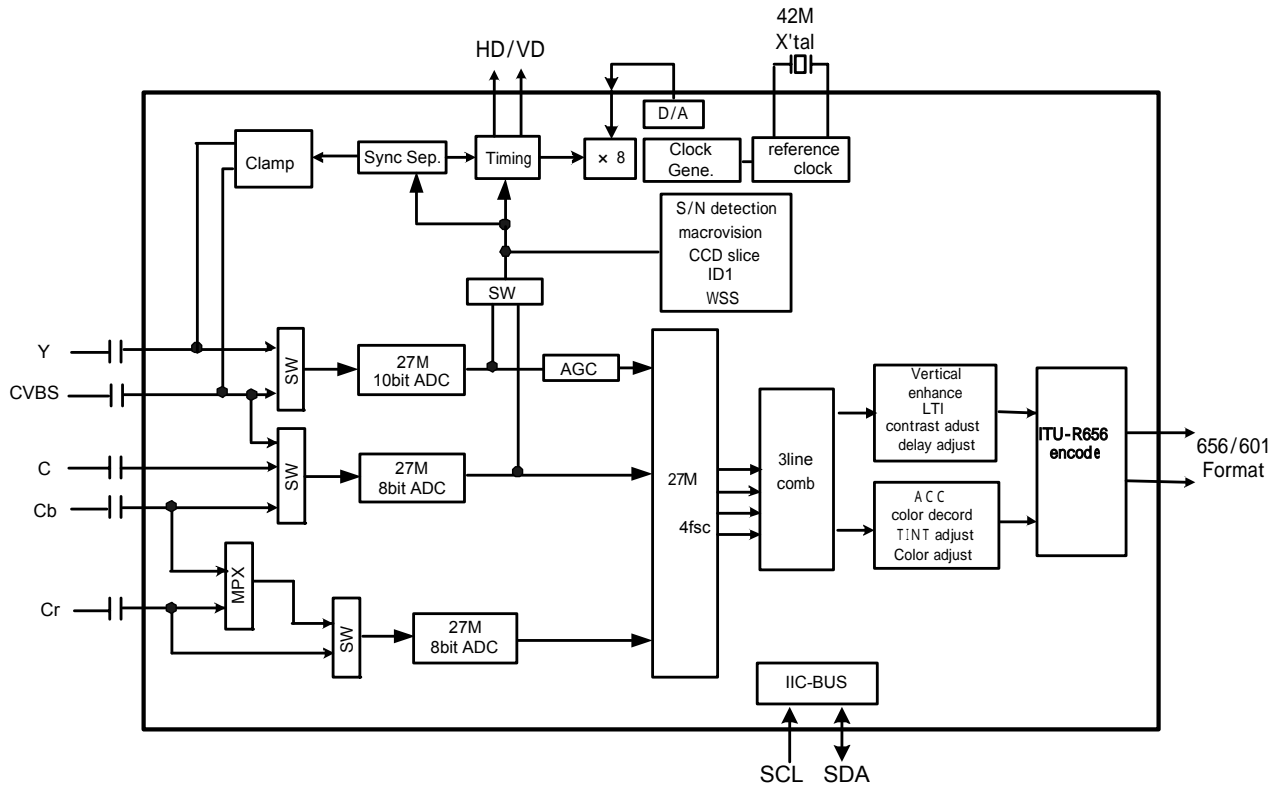 42M
X'tal
HD/VD
D/A
Clamp
Sync Sep.
Timing
× 8
Clock
Gene.
reference
clock
S/N detection
macrovision
CCD slice
ID1
WSS
SW
Y
SW
27M
10bit ADC
AGC
CVBS
C
SW
27M
8bit ADC
Cb
27M
4fsc
3line
comb
Vertical
enhance
LTI
contrast adust
delay adjust
ACC
color decord
TINT adjust
Color adjust
ITU-R656
encode
656/601
Format
MPX
Cr
SW
27M
8bit ADC
IIC-BUS
SCL
SDA